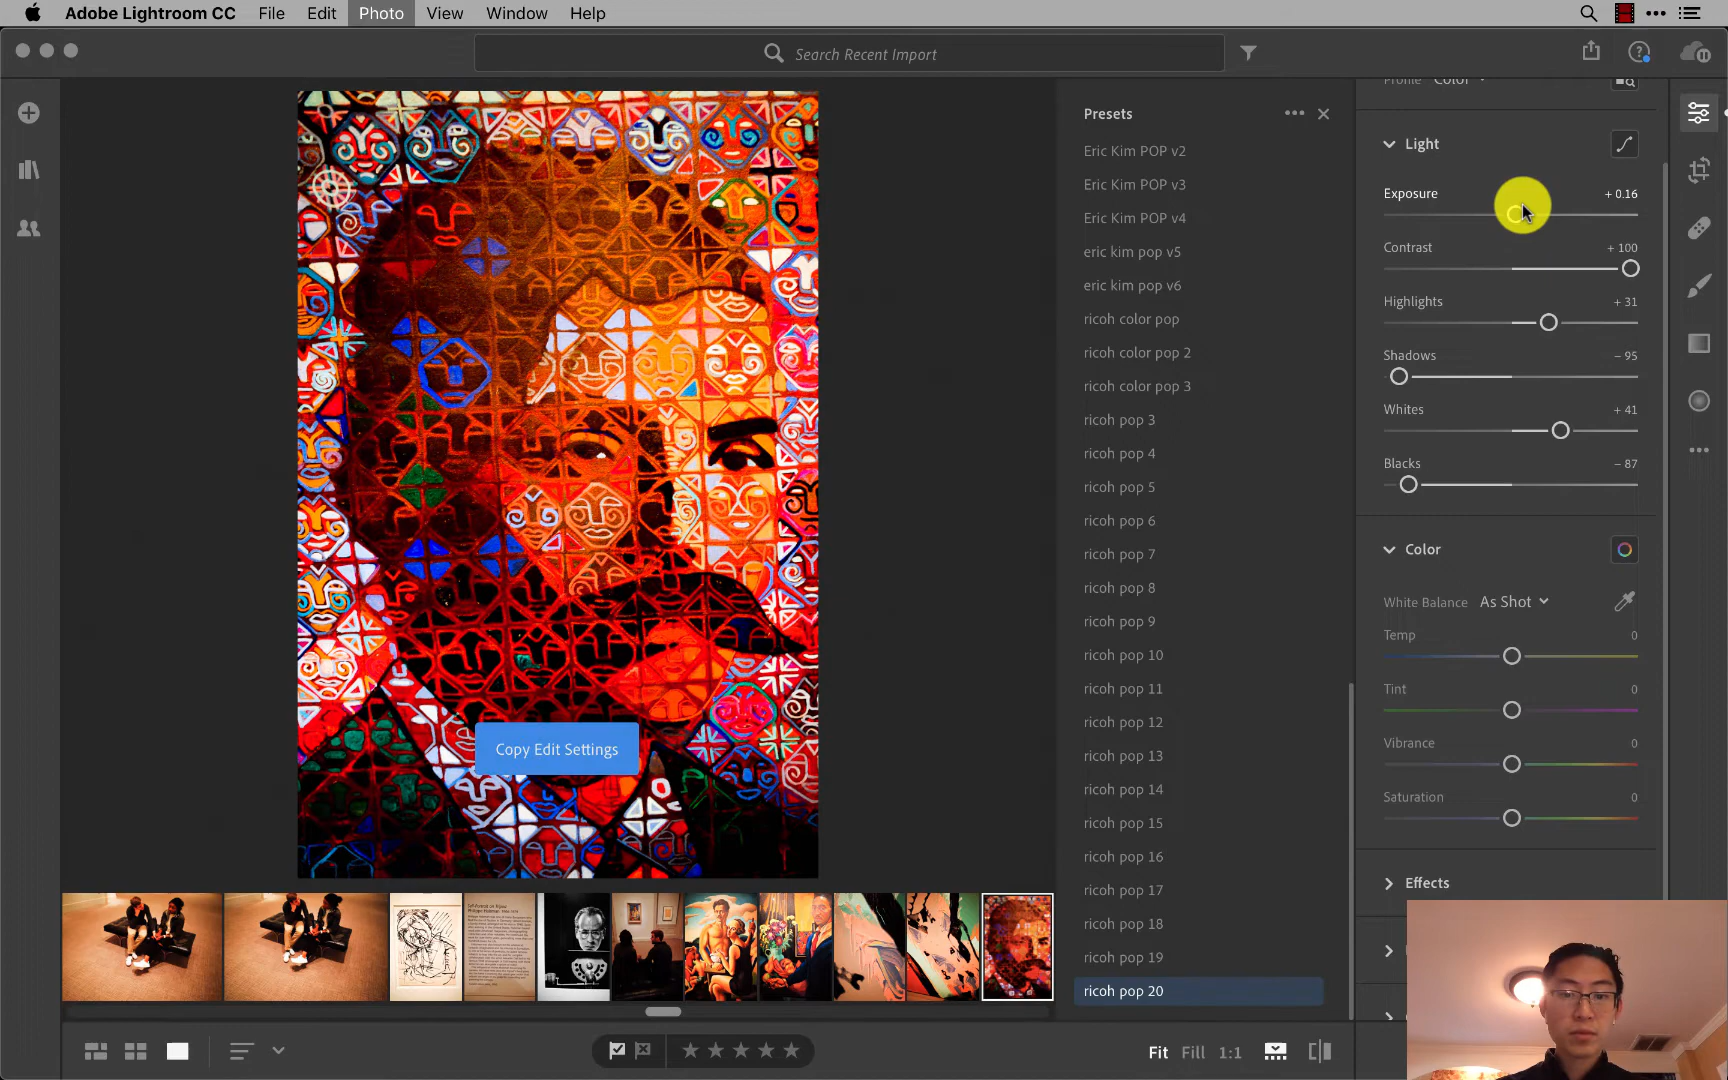 Adobe Lightroom CC File Edit Photo View Window Help
Search Recent Import
Profile Color
Presets
Eric Kim POP v2
Eric Kim POP v3
Eric Kim POP v4
eric kim pop v5
eric kim pop v6
ricoh color pop
ricoh color pop 2
ricoh color pop 3
ricoh pop 3
ricoh pop 4
ricoh pop 5
ricoh pop 6
ricoh pop 7
ricoh pop 8
ricoh pop 9
ricoh pop 10
ricoh pop 11
ricoh pop 12
ricoh pop 13
ricoh pop 14
ricoh pop 15
ricoh pop 16
ricoh pop 17
ricoh pop 18
ricoh pop 19
ricoh pop 20
Light
Exposure + 0.16
Contrast + 100
Highlights + 31
Shadows – 95
Whites + 41
Blacks – 87
Color
White Balance As Shot
Temp 0
Tint 0
Vibrance 0
Saturation 0
Effects
Copy Edit Settings
Fit Fill 1:1